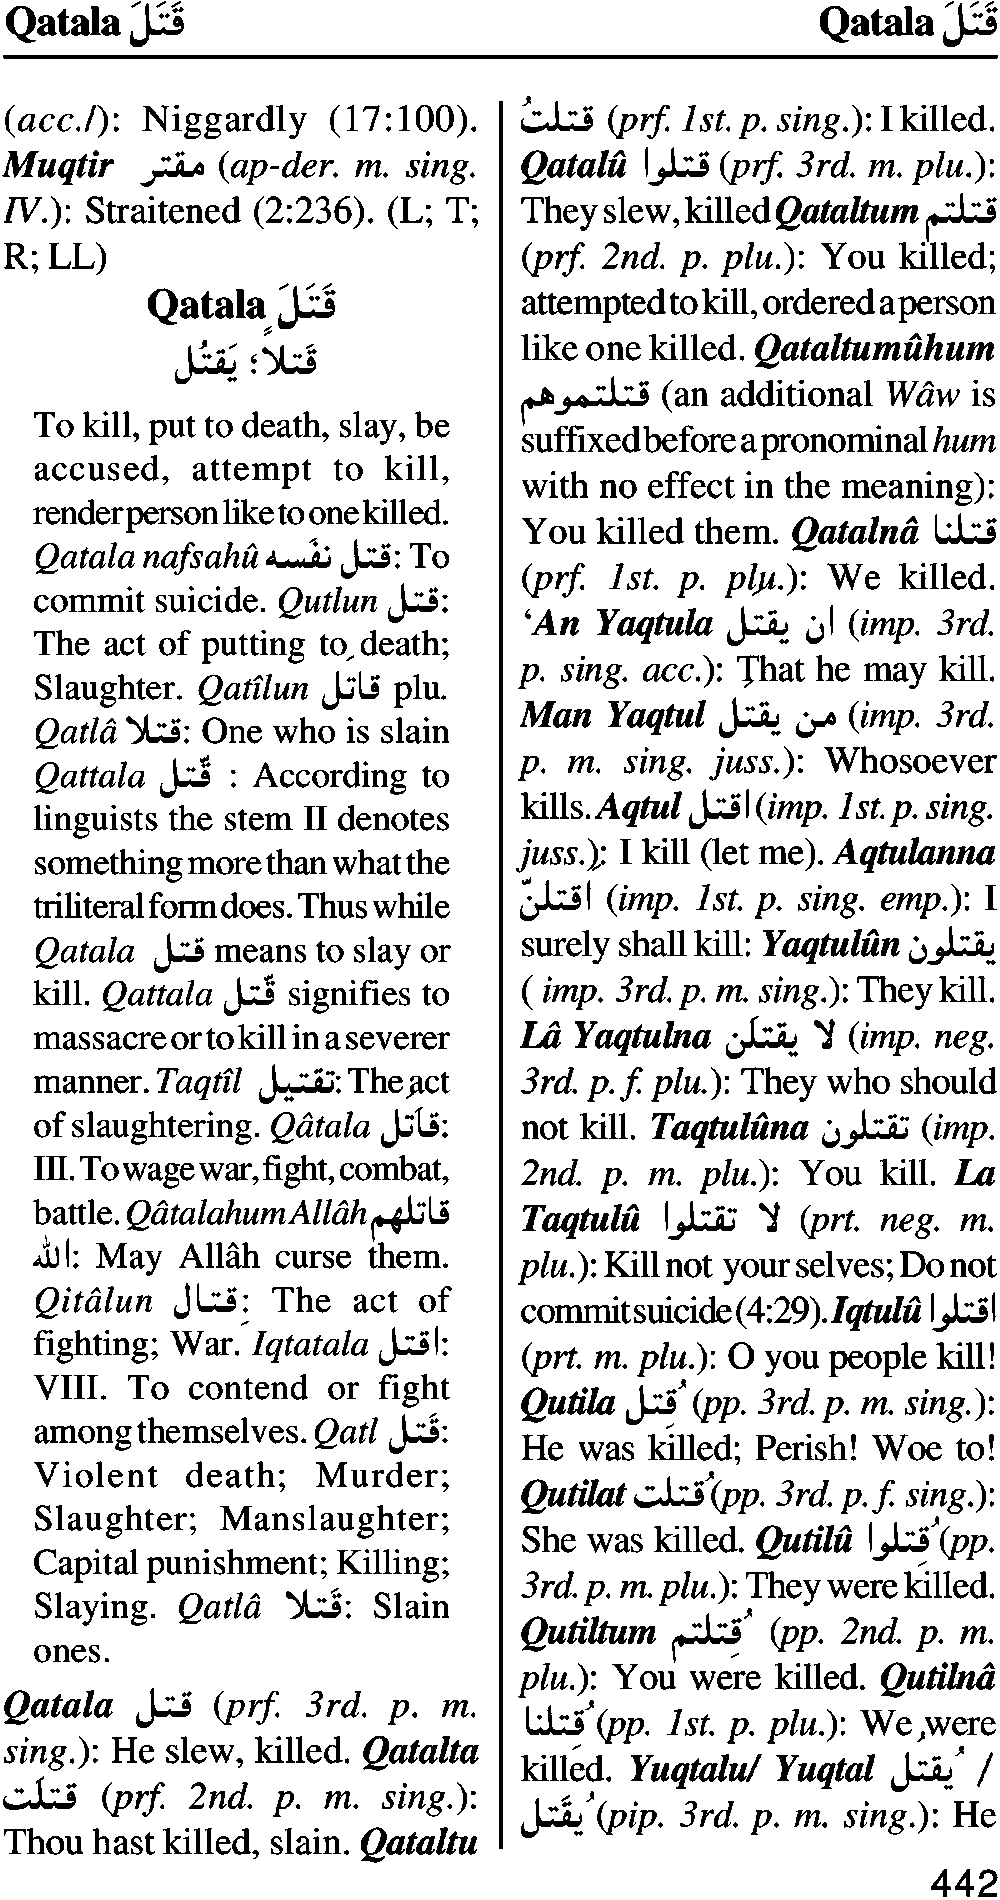 Qatala قَتَلَ
Qatala قَتَلَ
(acc./): Niggardly (17:100).
Muqtir مقتر (ap-der. m. sing.
IV.): Straitened (2:236). (L; T;
R; LL)
Qatala قَتَلَ
قَتلاً؛ يَقتُل
To kill, put to death, slay, be
accused, attempt to kill,
render person like to one killed.
Qatala nafsahû قتل نفسه: To
commit suicide. Qutlun قتل:
The act of putting to death;
Slaughter. Qatîlun قاتل plu.
Qatlâ قتلا: One who is slain
Qattala قتّل : According to
linguists the stem II denotes
something more than what the
triliteral form does. Thus while
Qatala قتل means to slay or
kill. Qattala قتّل signifies to
massacre or to kill in a severer
manner. Taqtîl تقتيل: The act
of slaughtering. Qâtala قاتل:
III. To wage war, fight, combat,
battle. Qâtalahum Allâh قاتلهم
الله: May Allâh curse them.
Qitâlun قتال: The act of
fighting; War. Iqtatala اقتل:
VIII. To contend or fight
among themselves. Qatl قَتل:
Violent death; Murder;
Slaughter; Manslaughter;
Capital punishment; Killing;
Slaying. Qatlâ قَتلا: Slain
ones.
Qatala قتل (prf. 3rd. p. m.
sing.): He slew, killed. Qatalta
قتلَت (prf. 2nd. p. m. sing.):
Thou hast killed, slain. Qataltu
قتلتُ (prf. 1st. p. sing.): I killed.
Qatalû قتلوا (prf. 3rd. m. plu.):
They slew, killed Qataltum قتلتم
(prf. 2nd. p. plu.): You killed;
attempted to kill, ordered a person
like one killed. Qataltumûhum
قتلتموهم (an additional Wâw is
suffixed before a pronominal hum
with no effect in the meaning):
You killed them. Qatalnâ قتلنا
(prf. 1st. p. plu.): We killed.
‘An Yaqtula ان يقتل (imp. 3rd.
p. sing. acc.): That he may kill.
Man Yaqtul من يقتل (imp. 3rd.
p. m. sing. juss.): Whosoever
kills. Aqtul اقتل (imp. 1st. p. sing.
juss.): I kill (let me). Aqtulanna
اقتلنّ (imp. 1st. p. sing. emp.): I
surely shall kill: Yaqtulûn يقتلون
( imp. 3rd. p. m. sing.): They kill.
Lâ Yaqtulna لا يقتلن (imp. neg.
3rd. p. f. plu.): They who should
not kill. Taqtulûna تقتلون (imp.
2nd. p. m. plu.): You kill. La
Taqtulû لا تقتلوا (prt. neg. m.
plu.): Kill not your selves; Do not
commit suicide (4:29). Iqtulû اقتلوا
(prt. m. plu.): O you people kill!
Qutila قُتِل (pp. 3rd. p. m. sing.):
He was killed; Perish! Woe to!
Qutilat قُتلت (pp. 3rd. p. f. sing.):
She was killed. Qutilû قُتِلوا (pp.
3rd. p. m. plu.): They were killed.
Qutiltum قُتِلتم (pp. 2nd. p. m.
plu.): You were killed. Qutilnâ
قُتِلنا (pp. 1st. p. plu.): We were
killed. Yuqtalu/ Yuqtal يُقتل /
يُقتَل (pip. 3rd. p. m. sing.): He
442